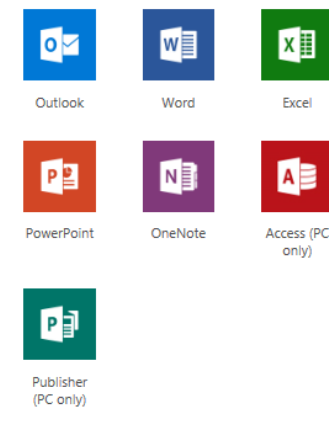 Outlook
Word
Excel
PowerPoint
OneNote
Access (PC
only)
Publisher
(PC only)